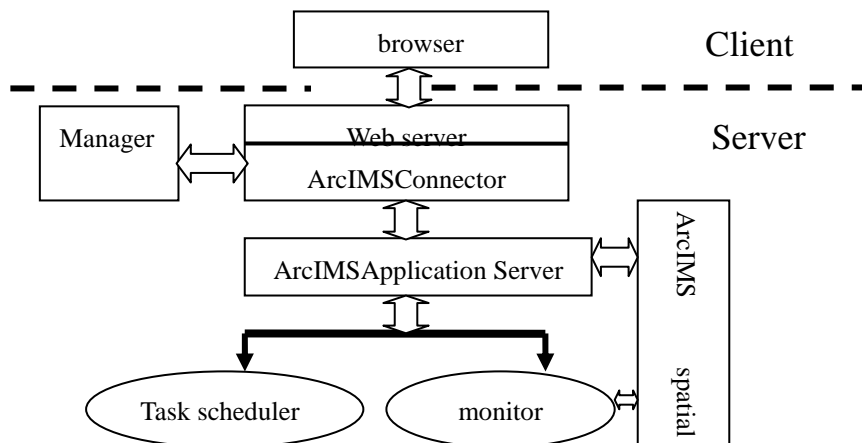 browser
Client
Manager
Web server
Server
ArcIMSConnector
ArcIMS
ArcIMSApplication Server
spatial
Task scheduler
monitor